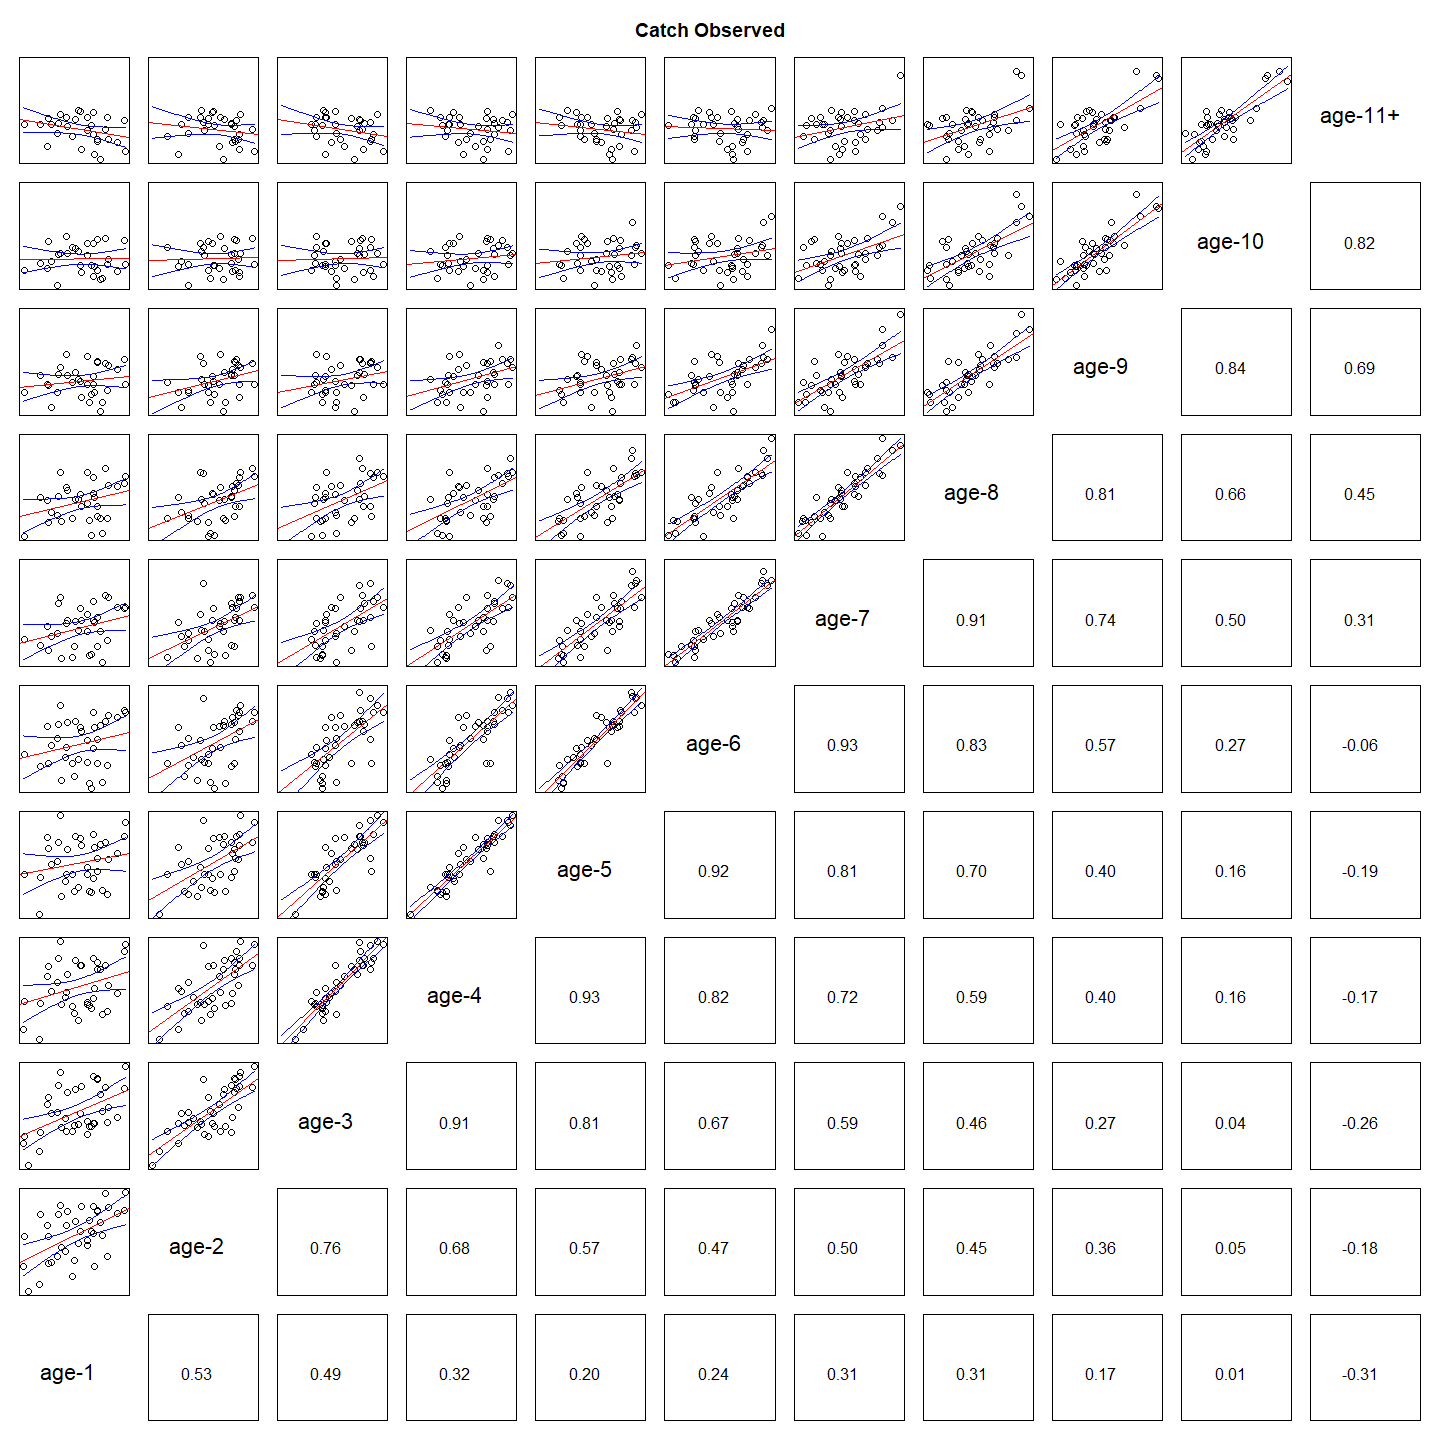 Catch Observed
age-11+
age-10 0.82
age-9 0.84 0.69
age-8 0.81 0.66 0.45
age-7 0.91 0.74 0.50 0.31
age-6 0.93 0.83 0.57 0.27 -0.06
age-5 0.92 0.81 0.70 0.40 0.16 -0.19
age-4 0.93 0.82 0.72 0.59 0.40 0.16 -0.17
age-3 0.91 0.81 0.67 0.59 0.46 0.27 0.04 -0.26
age-2 0.76 0.68 0.57 0.47 0.50 0.45 0.36 0.05 -0.18
age-1 0.53 0.49 0.32 0.20 0.24 0.31 0.31 0.17 0.01 -0.31